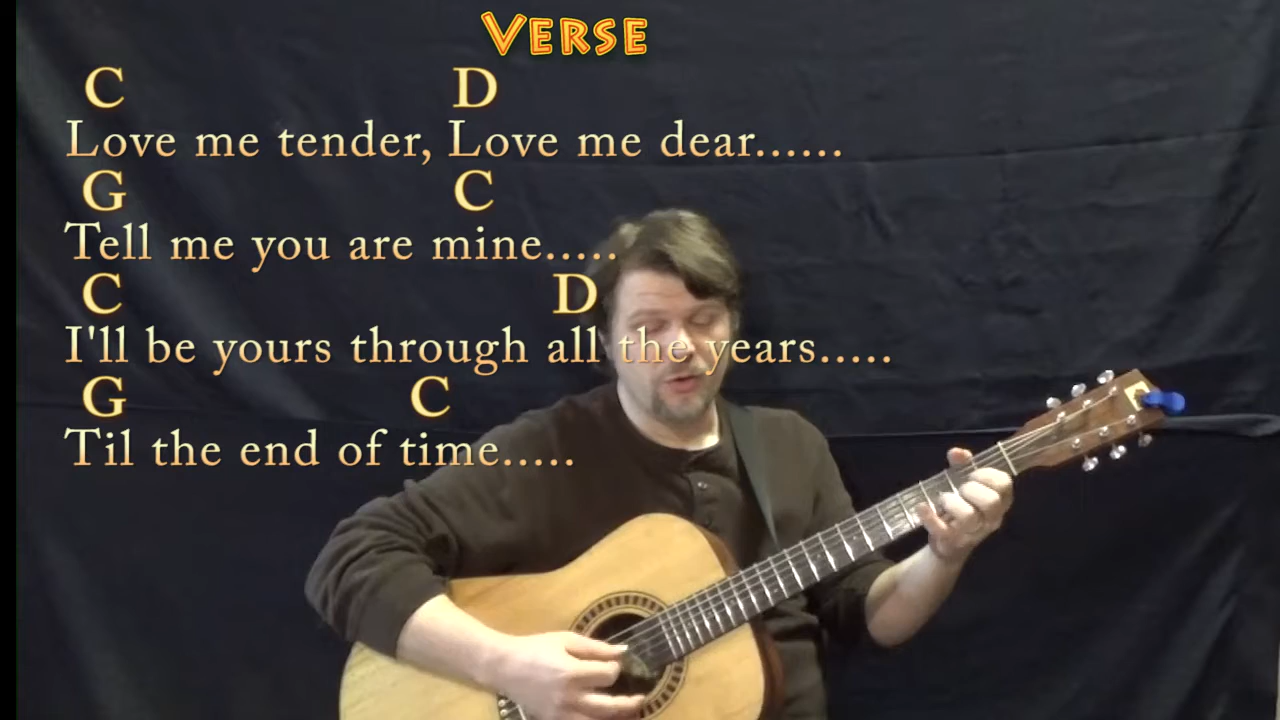 VERSE
C D
Love me tender, Love me dear......
G C
Tell me you are mine.....
C D
I'll be yours through all the years.....
G C
Til the end of time.....